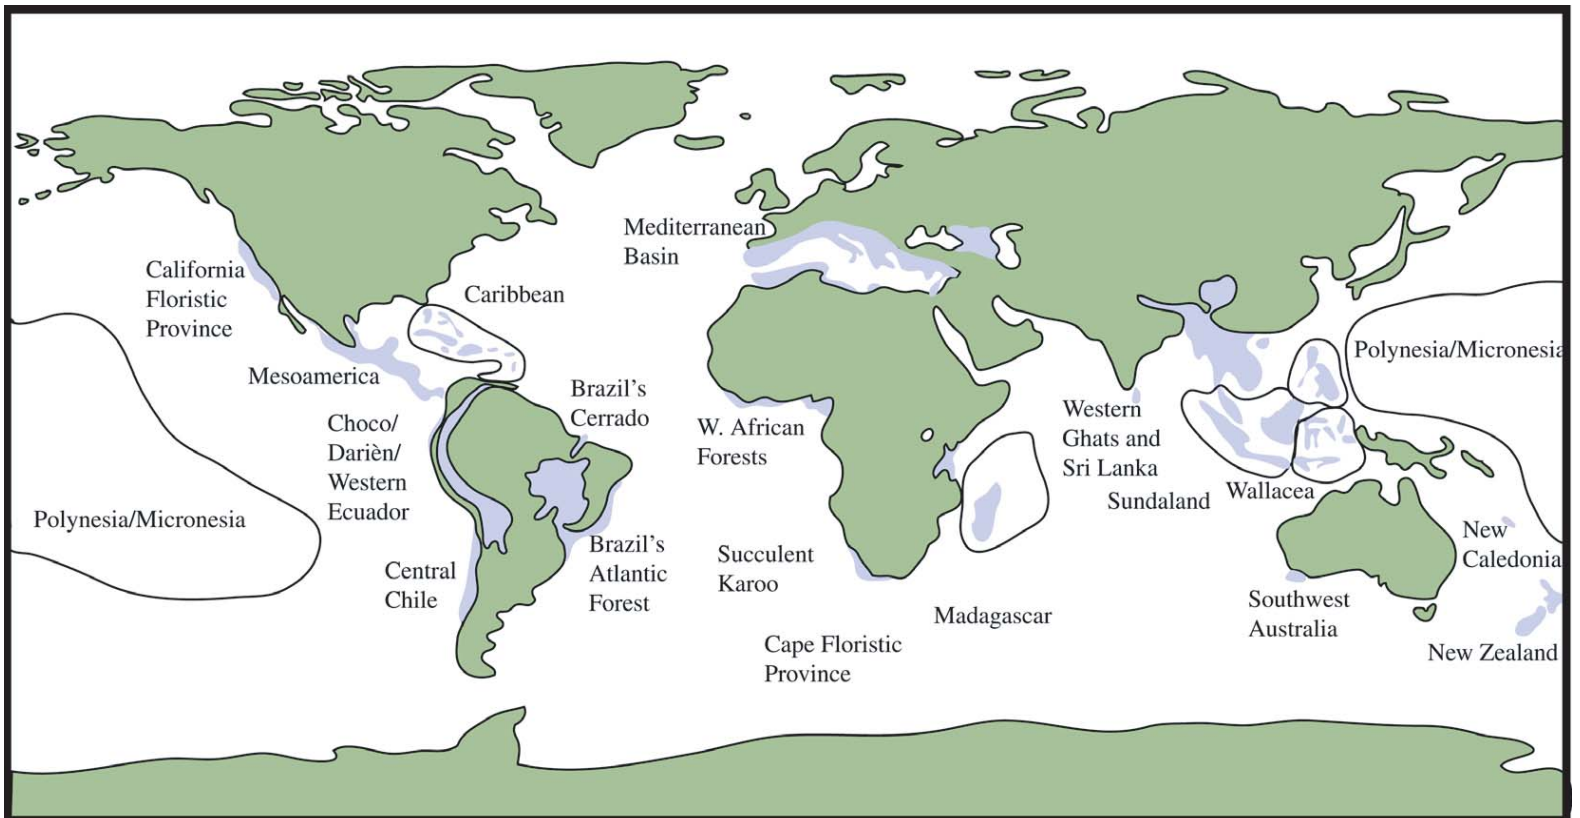 Mediterranean
Basin
California
Floristic
Province
Caribbean
Mesoamerica
Polynesia/Micronesia
Brazil's
Cerrado
Choco/
Darièn/
Western
Ecuador
W. African
Forests
Western
Ghats and
Sri Lanka
Sundaland
Wallacea
Polynesia/Micronesia
New
Caledonia
Central
Chile
Brazil's
Atlantic
Forest
Succulent
Karoo
Madagascar
Cape Floristic
Province
Southwest
Australia
New Zealand